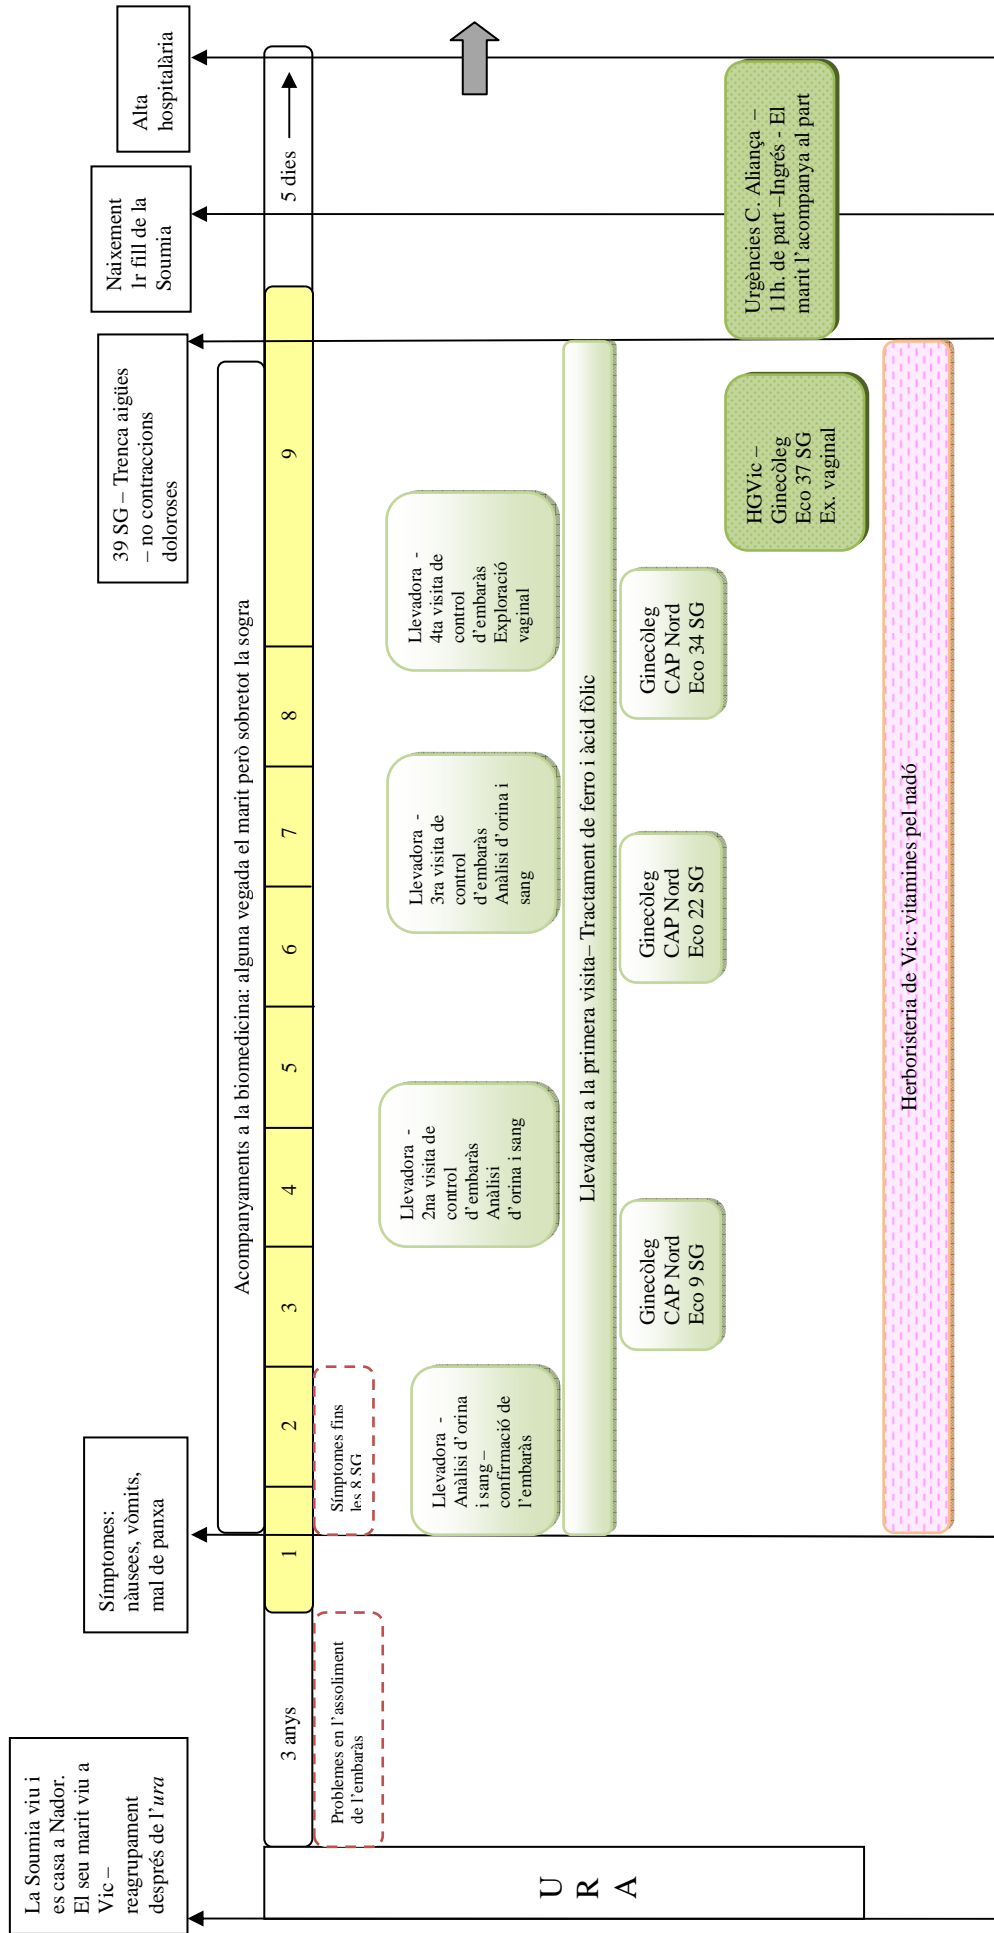 La Soumia viu i
es casa a Nador.
El seu marit viu a
Vic –
reagrupament
després de l’ura
Símptomes:
nàusees, vòmits,
mal de panxa
39 SG – Trenca aigües
– no contraccions
doloroses
Naixement
1r fill de la
Soumia
Alta
hospitalària
Acompanyaments a la biomedicina: alguna vegada el marit però sobretot la sogra
3 anys
1
2
3
4
5
6
7
8
9
5 dies
U
R
A
Problemes en l’assoliment
de l’embaràs
Símptomes fins
les 8 SG
Llevadora -
Anàlisi d’orina
i sang –
confirmació de
l’embaràs
Llevadora -
2na visita de
control
d’embaràs
Anàlisi
d’orina i sang
Llevadora -
3ra visita de
control
d’embaràs
Anàlisi d’orina i
sang
Llevadora -
4ta visita de
control
d’embaràs
Exploració
vaginal
Llevadora a la primera visita– Tractament de ferro i àcid fòlic
Ginecòleg
CAP Nord
Eco 9 SG
Ginecòleg
CAP Nord
Eco 22 SG
Ginecòleg
CAP Nord
Eco 34 SG
HGVic –
Ginecòleg
Eco 37 SG
Ex. vaginal
Urgències C. Aliança –
11h. de part –Ingrés - El
marit l’acompanya al part
Herboristeria de Vic: vitamines pel nadó